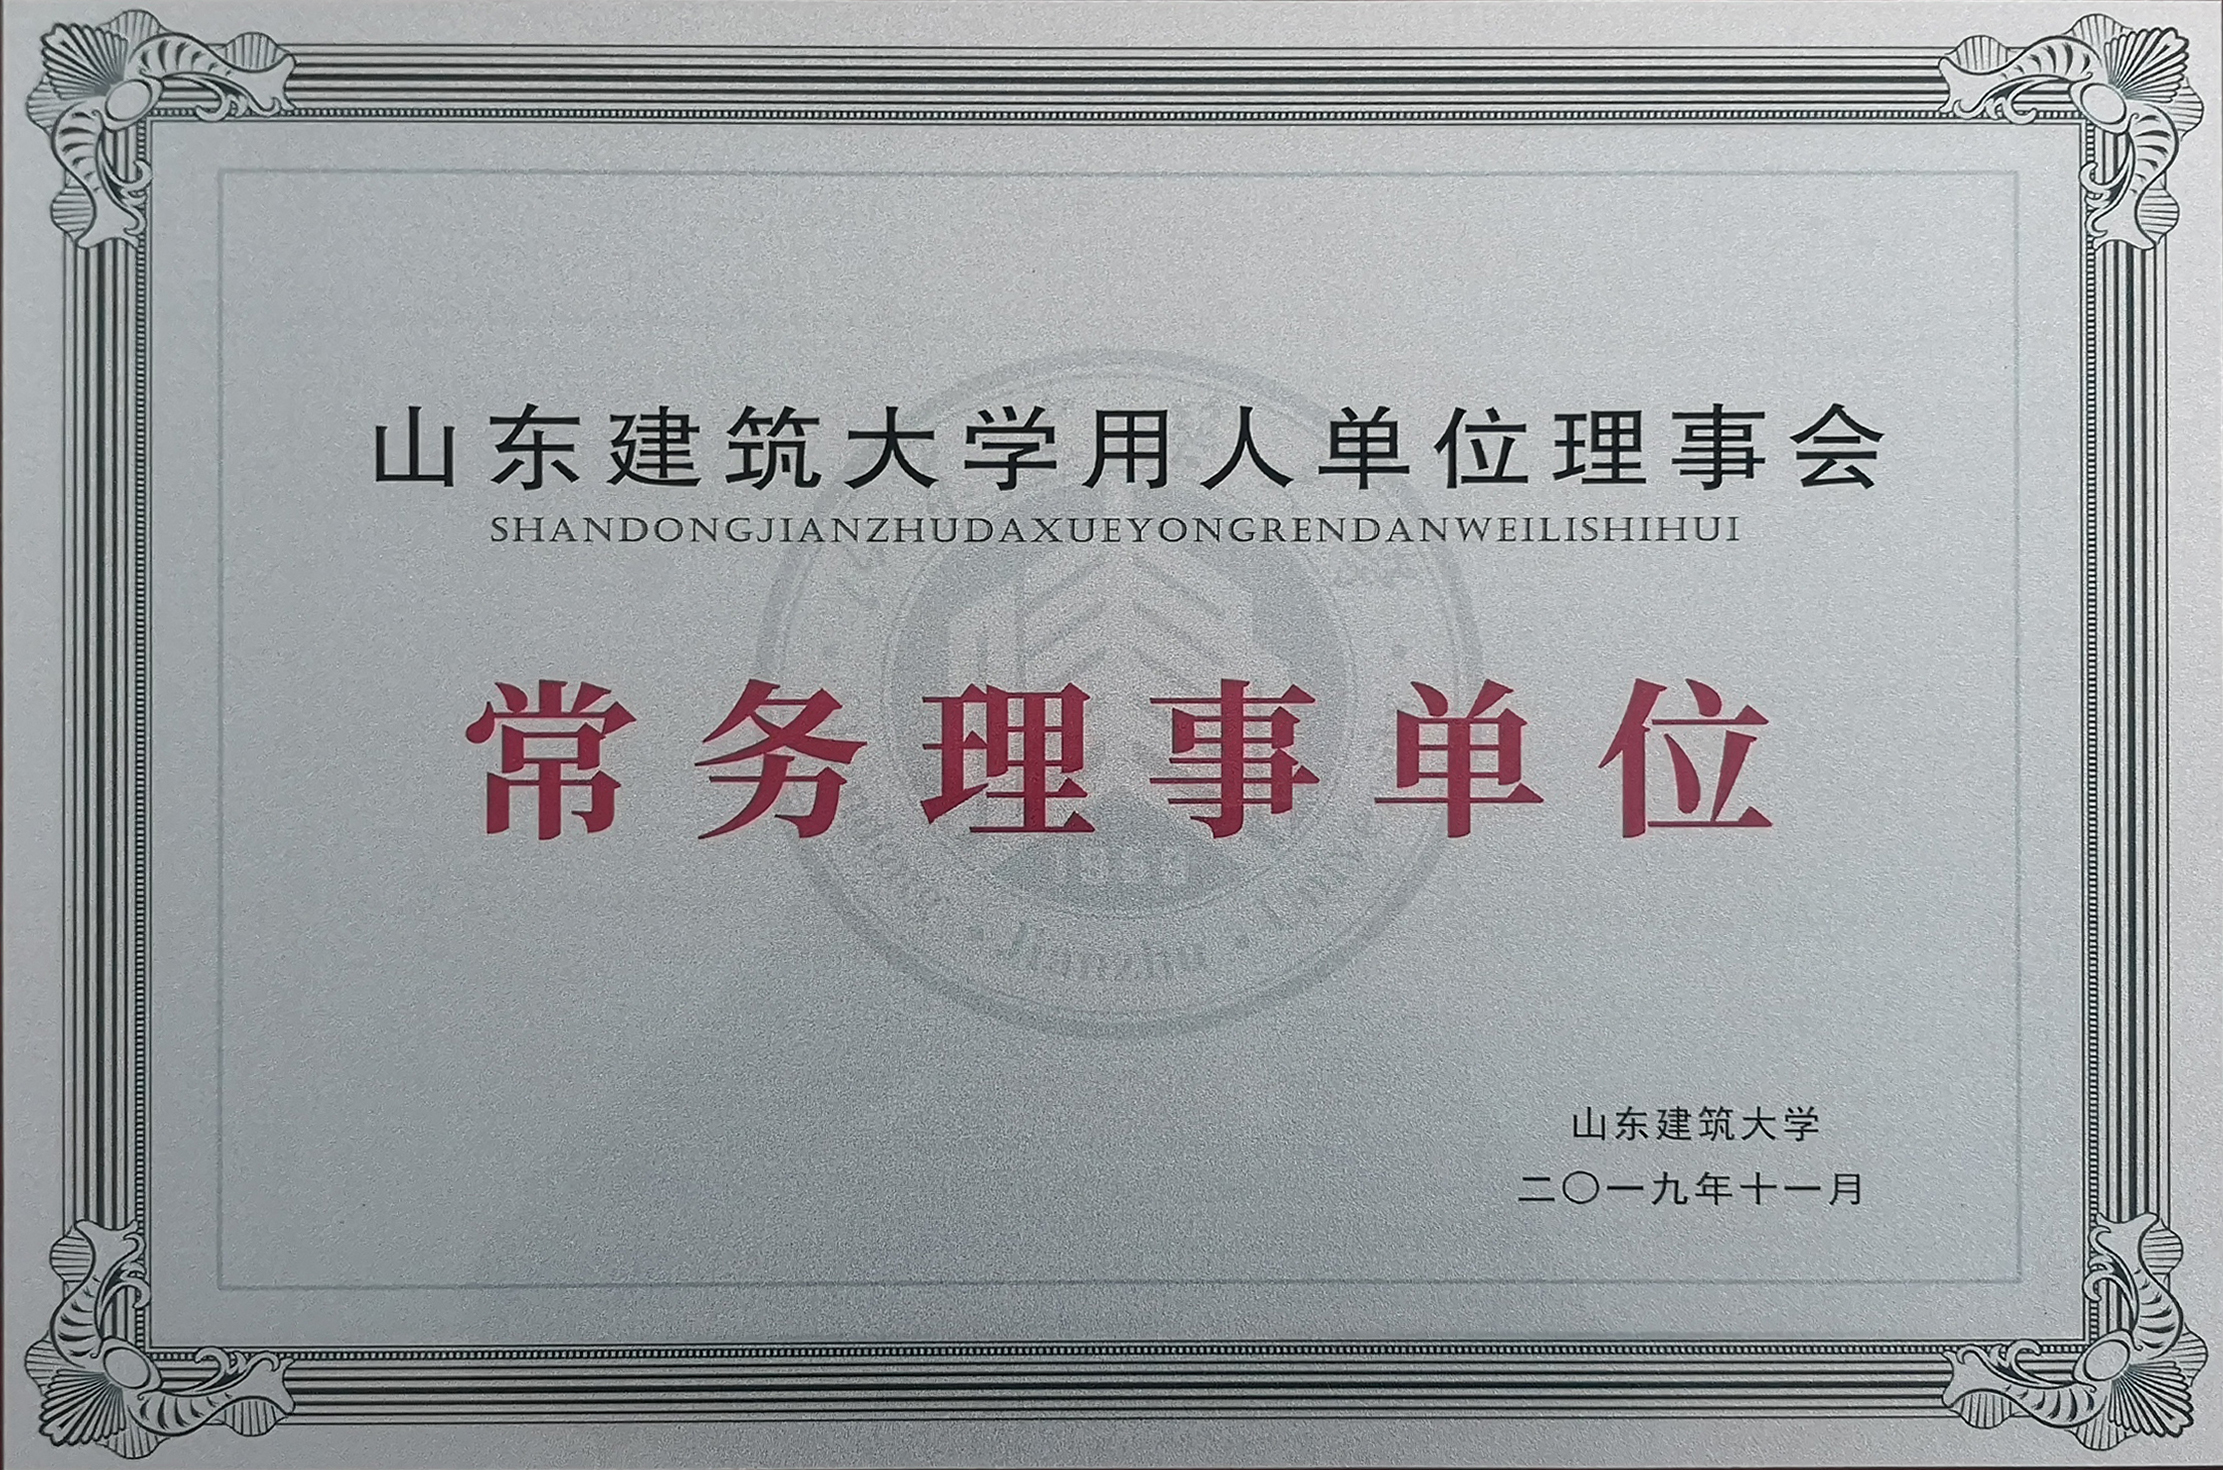 山东建筑大学用人单位理事会
SHANDONGJIANZHUDAXUEYONGRENDANWEILISHIHUI
常务理事单位
Jianzhu
山东建筑大学
二〇一九年十一月